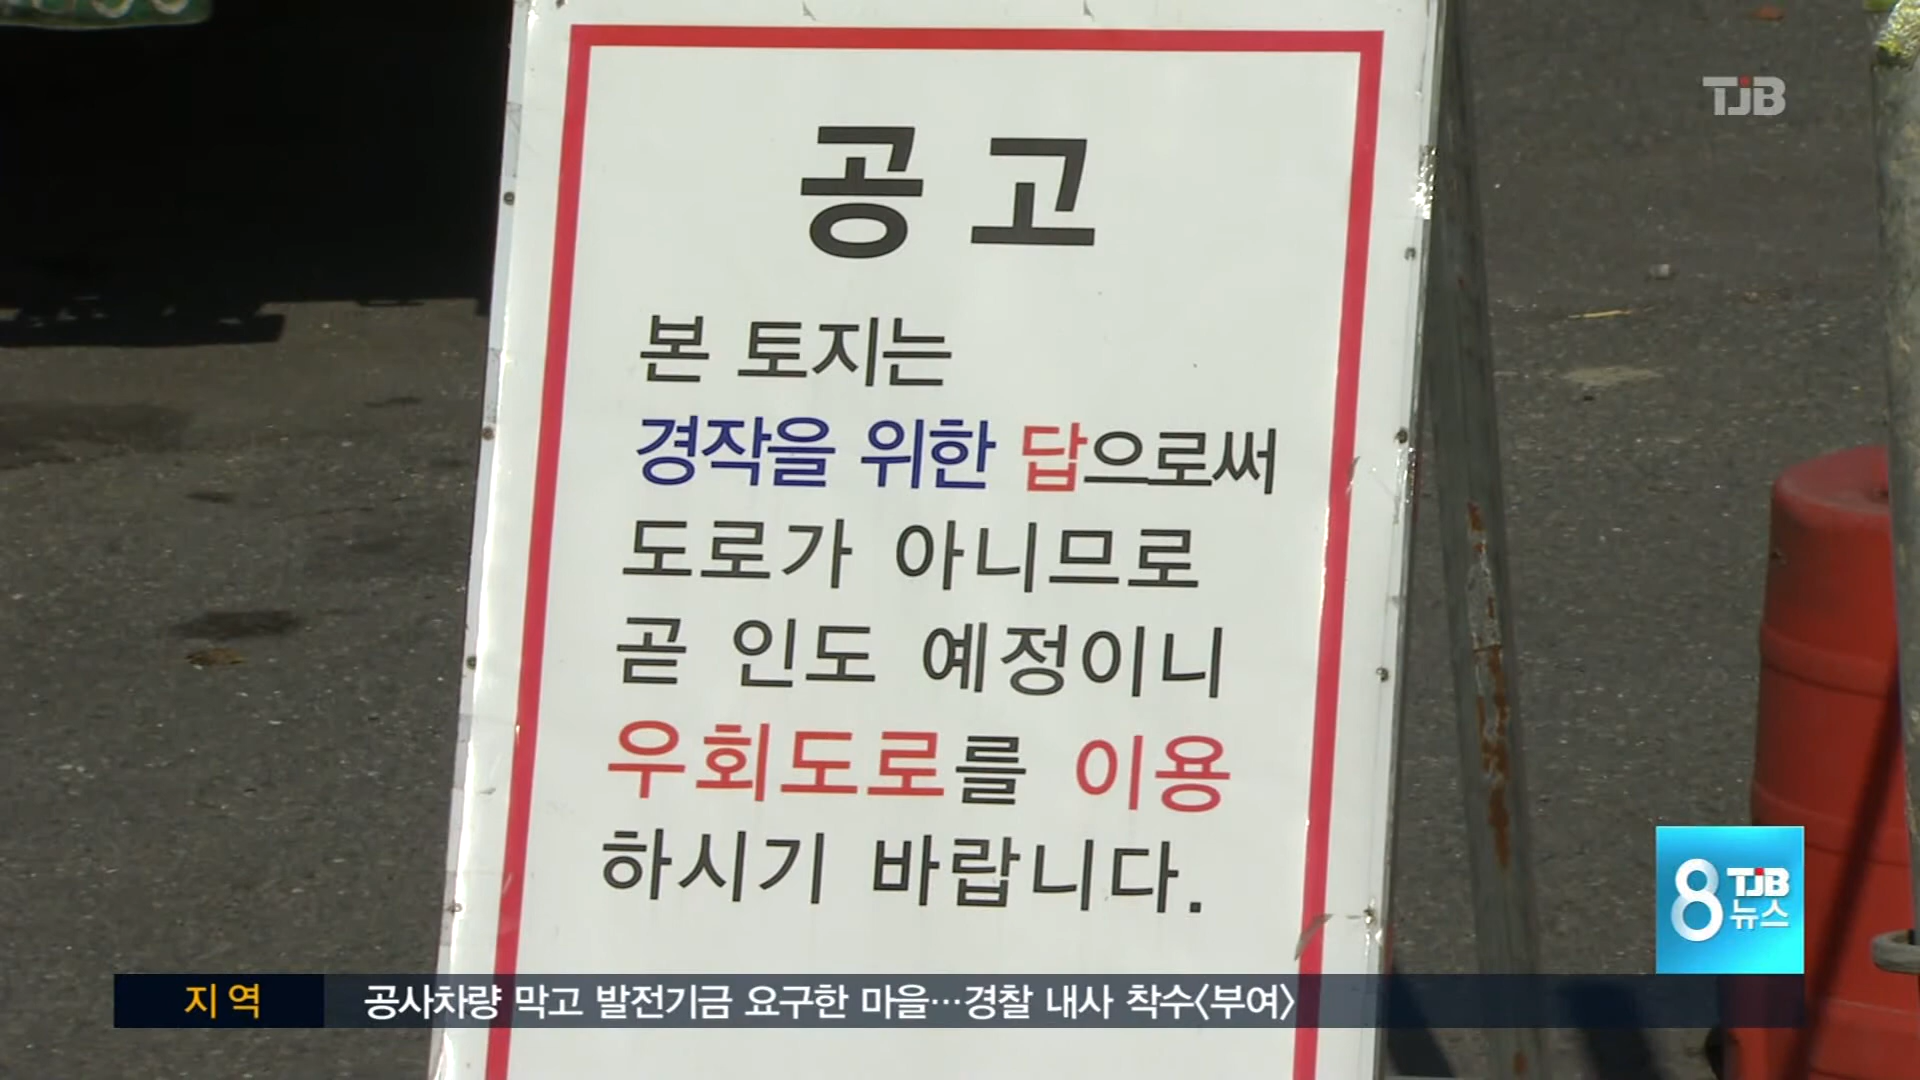 TJB
공고
본 토지는
경작을 위한 답으로써
도로가 아니므로
곧 인도 예정이니
우회도로를 이용
하시기 바랍니다.
8 TJB
뉴스
지역 공사차량 막고 발전기금 요구한 마을…경찰 내사 착수<부여>